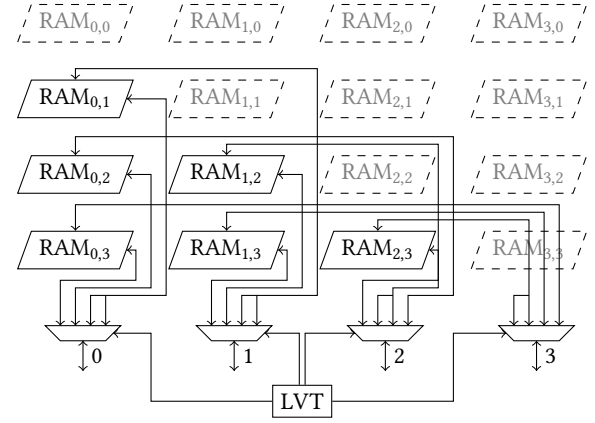 RAM0,0 RAM1,0 RAM2,0 RAM3,0
RAM0,1 RAM1,1 RAM2,1 RAM3,1
RAM0,2 RAM1,2 RAM2,2 RAM3,2
RAM0,3 RAM1,3 RAM2,3 RAM3,3
0 1 2 3
LVT